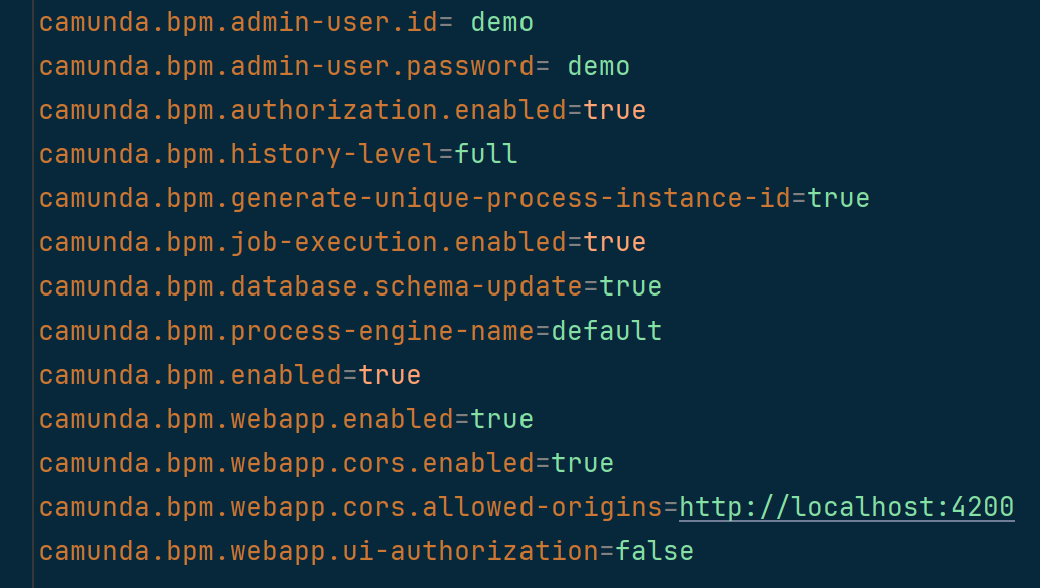 camunda.bpm.admin-user.id= demo
camunda.bpm.admin-user.password= demo
camunda.bpm.authorization.enabled=true
camunda.bpm.history-level=full
camunda.bpm.generate-unique-process-instance-id=true
camunda.bpm.job-execution.enabled=true
camunda.bpm.database.schema-update=true
camunda.bpm.process-engine-name=default
camunda.bpm.enabled=true
camunda.bpm.webapp.enabled=true
camunda.bpm.webapp.cors.enabled=true
camunda.bpm.webapp.cors.allowed-origins=http://localhost:4200
camunda.bpm.webapp.ui-authorization=false